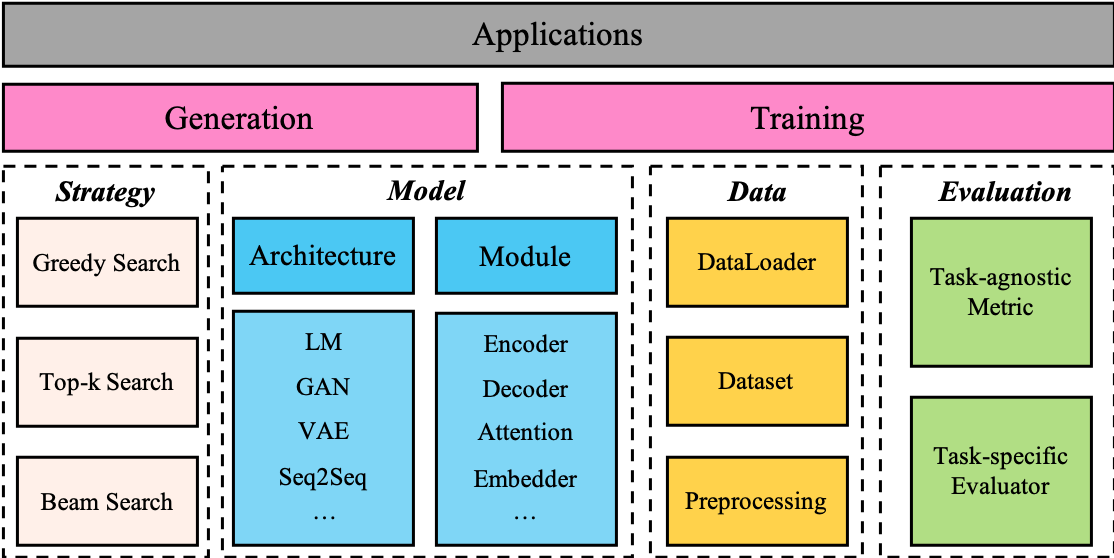 Applications
Generation
Training
Strategy
Greedy Search
Top-k Search
Beam Search
Model
Architecture
LM
GAN
VAE
Seq2Seq
...
Module
Encoder
Decoder
Attention
Embedder
...
Data
DataLoader
Dataset
Preprocessing
Evaluation
Task-agnostic
Metric
Task-specific
Evaluator